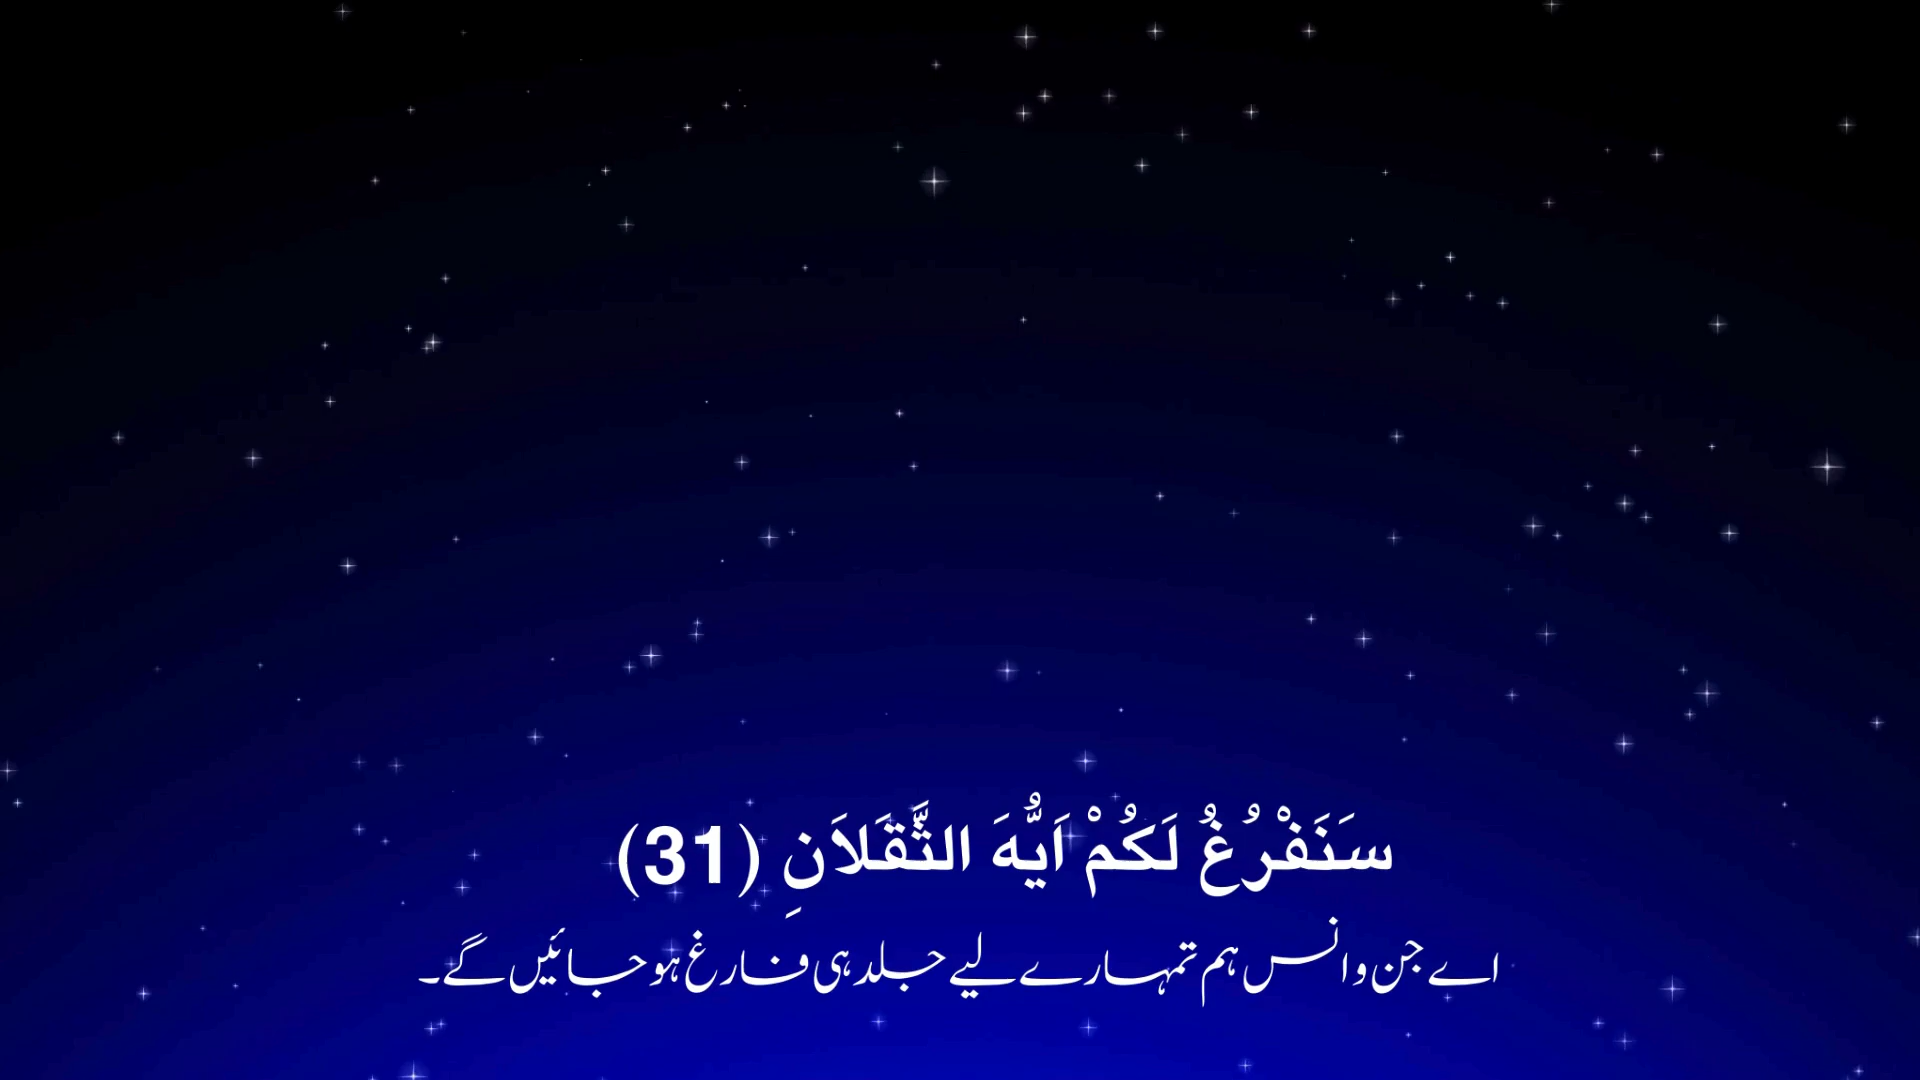 سَنَفْرُغُ لَكُمْ اَيُّهَ الثَّقَلَانِ (31)
اے جن و انس ہم تمہارے لیے جلد ہی فارغ ہو جائیں گے۔